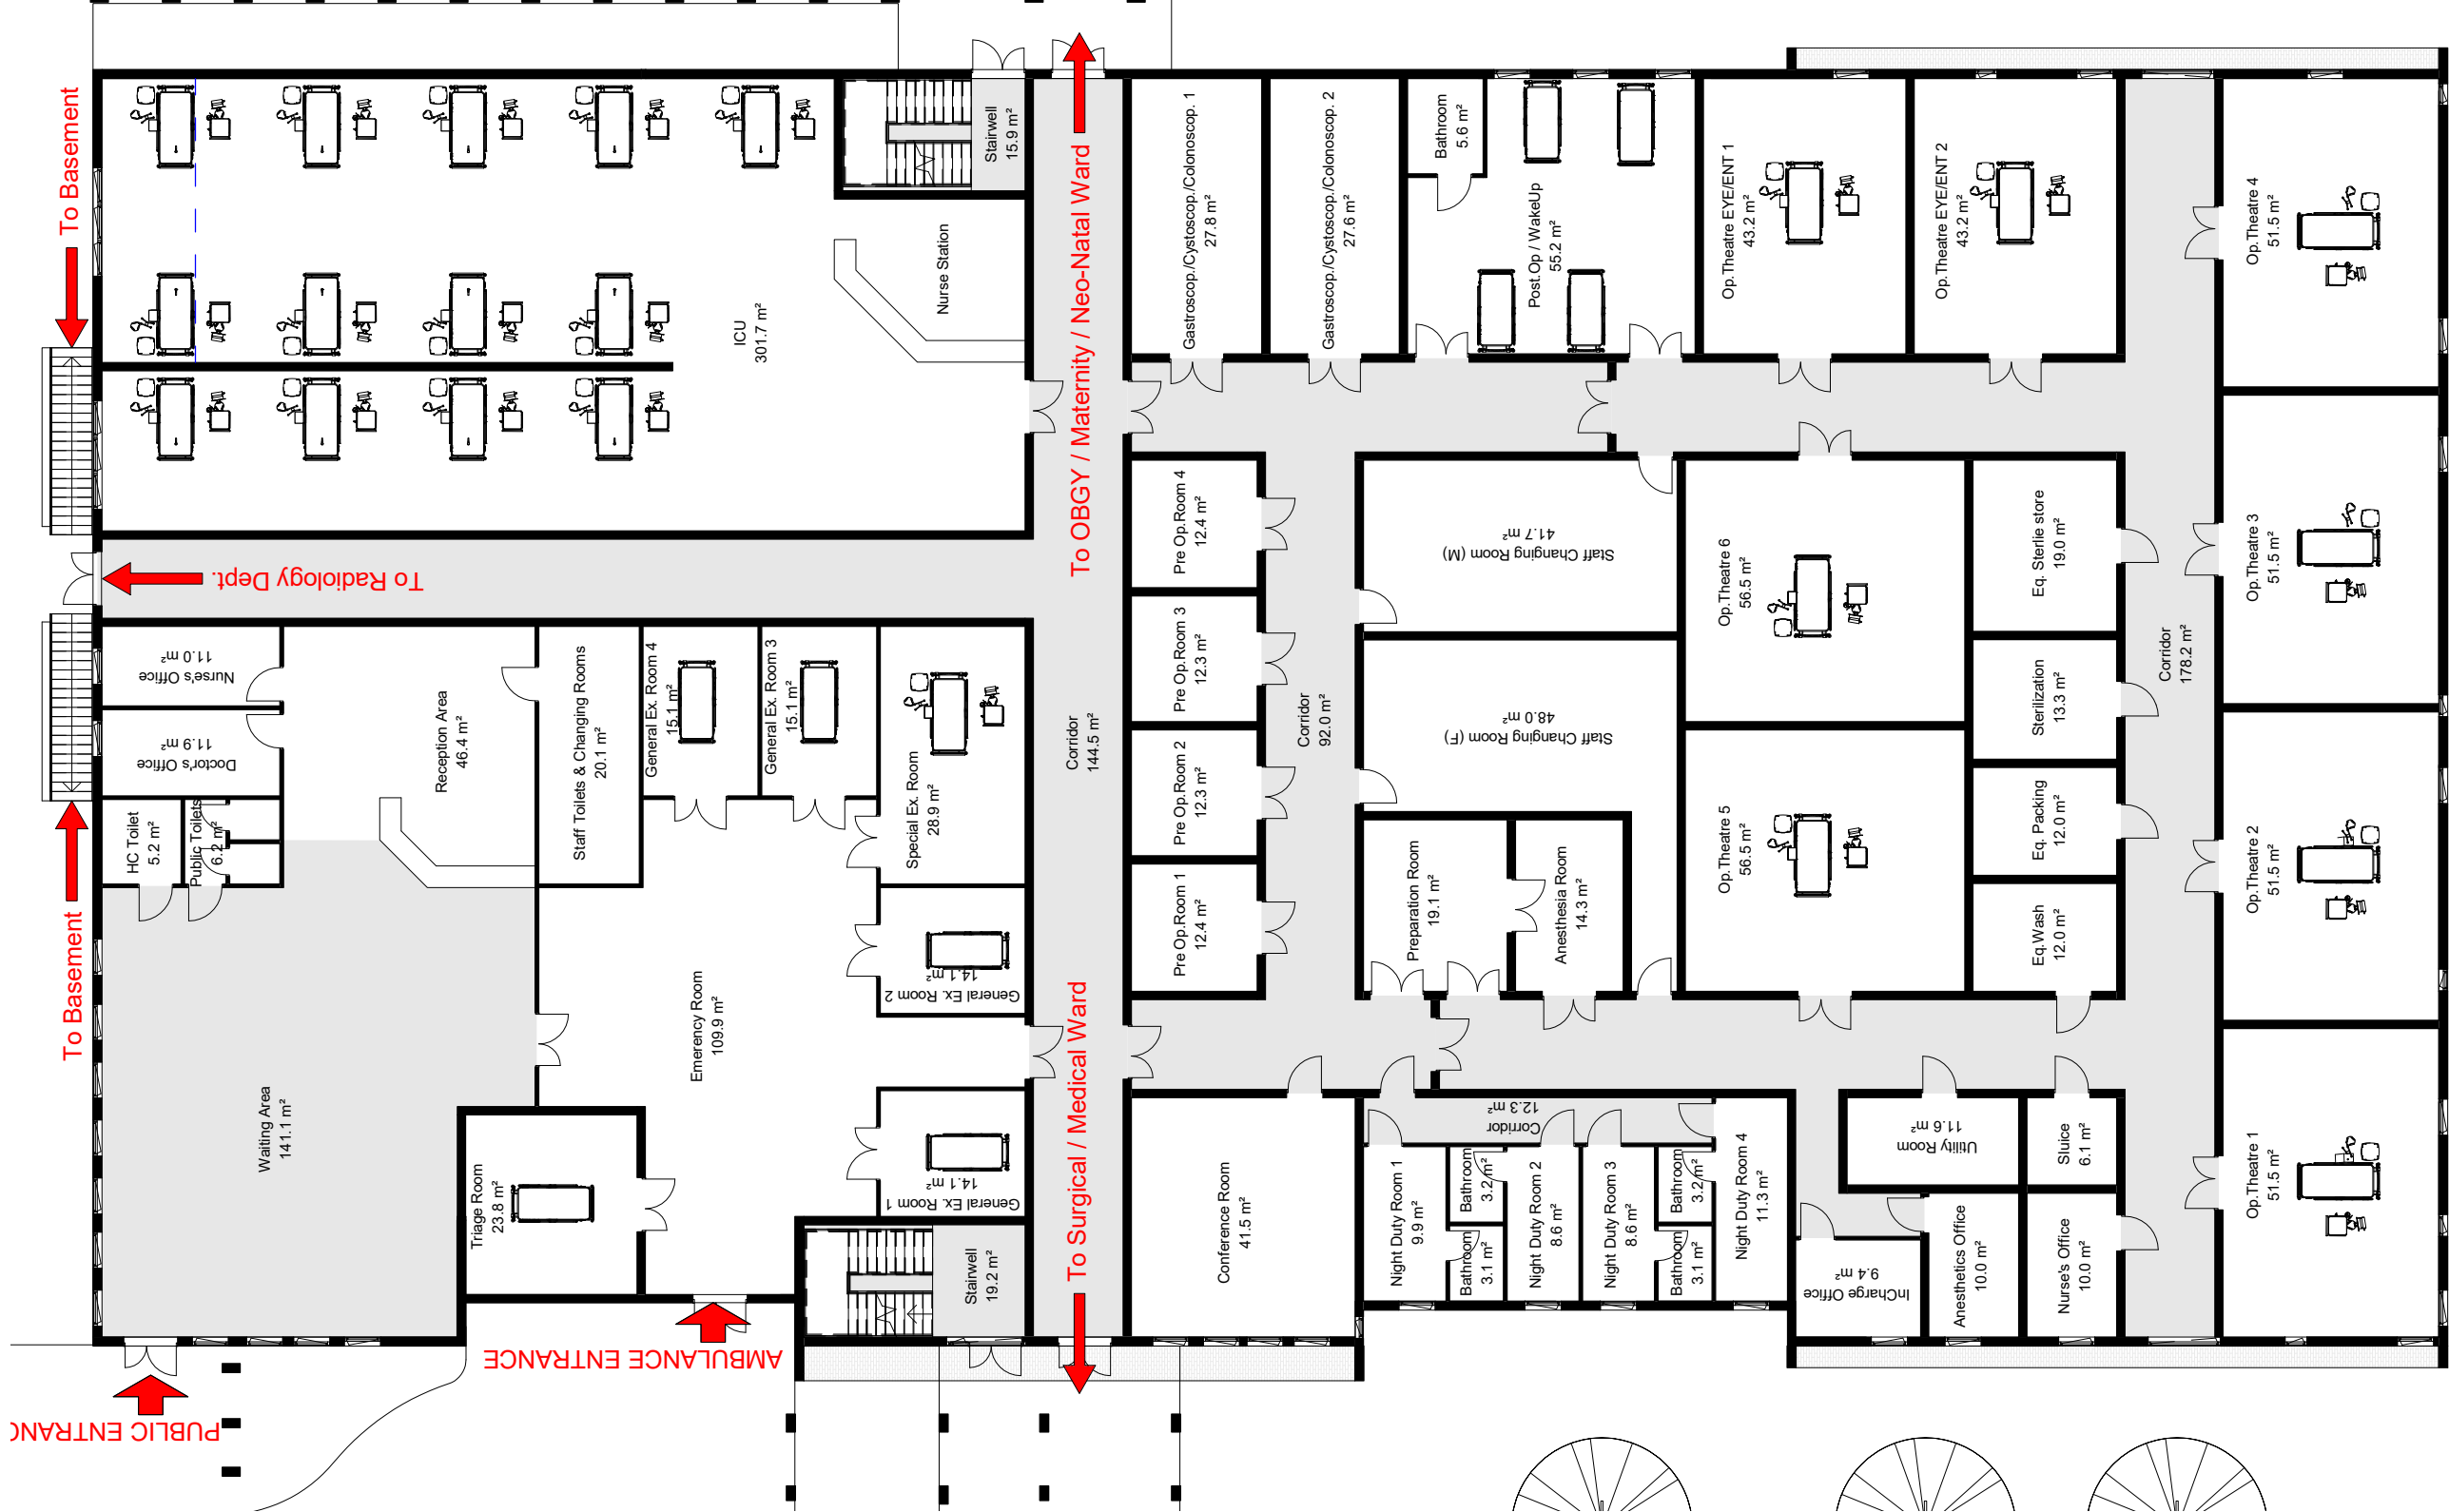 To Basement
To Radiology Dept.
To Basement
PUBLIC ENTRANC
AMBULANCE ENTRANCE
To OBGY / Maternity / Neo-Natal Ward
To Surgical / Medical Ward
ICU
301.7 m²
Nurse Station
Stairwell
15.9 m²
Nurse's Office
11.0 m²
Doctor's Office
11.9 m²
HC Toilet
5.2 m²
Public Toilets
6.2 m²
Reception Area
46.4 m²
Staff Toilets & Changing Rooms
20.1 m²
General Ex. Room 4
15.1 m²
General Ex. Room 3
15.1 m²
Special Ex. Room
28.9 m²
General Ex. Room 2
14.1 m²
General Ex. Room 1
14.1 m²
Emerency Room
109.9 m²
Waiting Area
141.1 m²
Triage Room
23.8 m²
Stairwell
19.2 m²
Corridor
144.5 m²
Gastroscop./Cystoscop./Colonoscop. 1
27.8 m²
Gastroscop./Cystoscop./Colonoscop. 2
27.6 m²
Bathroom
5.6 m²
Post.Op / WakeUp
55.2 m²
Op.Theatre EYE/ENT 1
43.2 m²
Op.Theatre EYE/ENT 2
43.2 m²
Op.Theatre 4
51.5 m²
Pre Op.Room 4
12.4 m²
Pre Op.Room 3
12.3 m²
Pre Op.Room 2
12.3 m²
Pre Op.Room 1
12.4 m²
Corridor
92.0 m²
Staff Changing Room (M)
41.7 m²
Staff Changing Room (F)
48.0 m²
Preparation Room
19.1 m²
Anesthesia Room
14.3 m²
Op.Theatre 6
56.5 m²
Op.Theatre 5
56.5 m²
Eq. Sterlie store
19.0 m²
Sterilization
13.3 m²
Eq. Packing
12.0 m²
Eq.Wash
12.0 m²
Corridor
178.2 m²
Op.Theatre 3
51.5 m²
Op.Theatre 2
51.5 m²
Op.Theatre 1
51.5 m²
Conference Room
41.5 m²
Corridor
12.3 m²
Night Duty Room 1
9.9 m²
Bathroom
3.2 m²
Bathroom
3.1 m²
Night Duty Room 2
8.6 m²
Night Duty Room 3
8.6 m²
Bathroom
3.2 m²
Bathroom
3.1 m²
Night Duty Room 4
11.3 m²
Utility Room
11.6 m²
Sluice
6.1 m²
InCharge Office
9.4 m²
Anesthetics Office
10.0 m²
Nurse's Office
10.0 m²